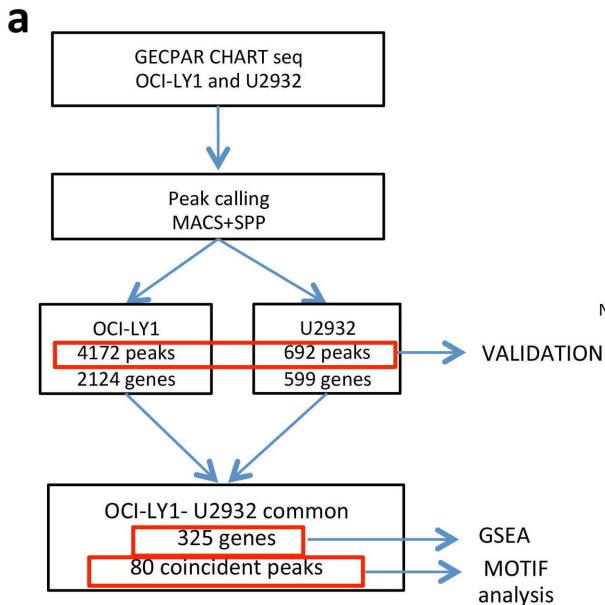 a
GECPAR CHART seq
OCI-LY1 and U2932
Peak calling
MACS+SPP
OCI-LY1
4172 peaks
2124 genes
U2932
692 peaks
599 genes
N
VALIDATION
OCI-LY1- U2932 common
325 genes
80 coincident peaks
GSEA
MOTIF
analysis